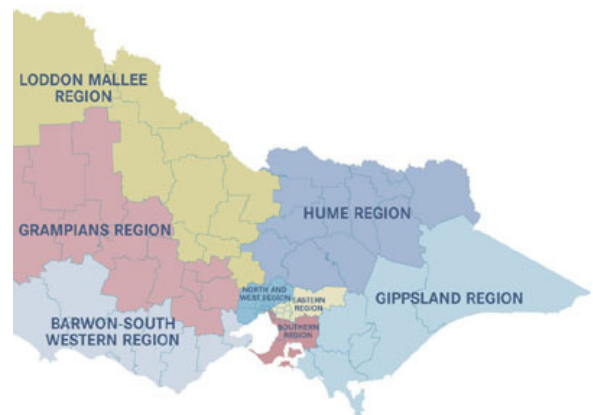 LODDON MALLEE
REGION
HUME REGION
GRAMPIANS REGION
NORTH AND
WEST REGION
EASTERN
REGION
GIPPSLAND REGION
SOUTHERN
REGION
BARWON-SOUTH
WESTERN REGION